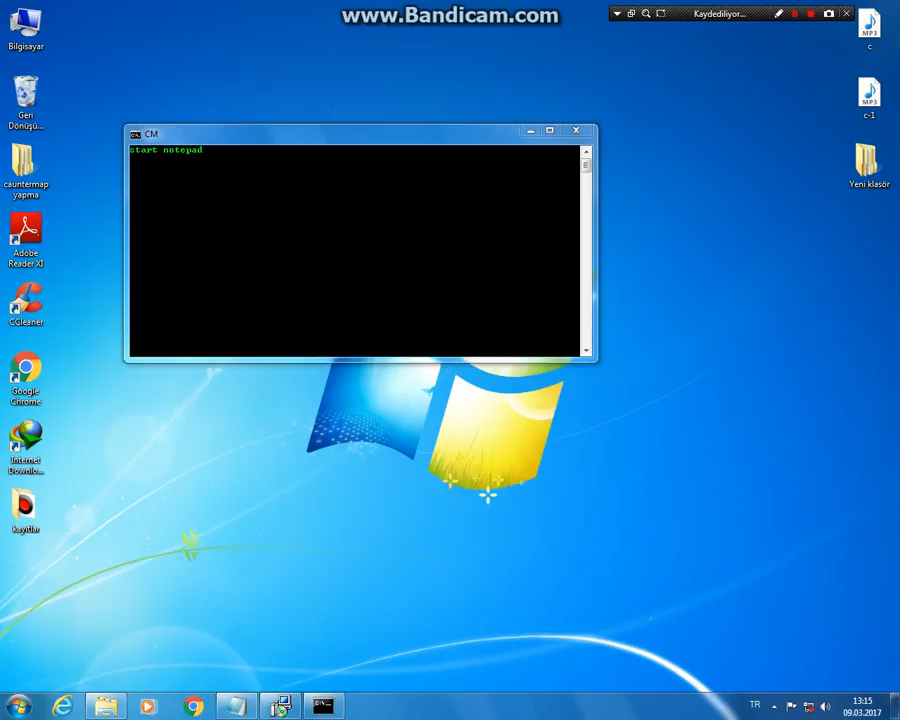 www.Bandicam.com
Kaydediliyor...
Bilgisayar
Geri
Dönüşü...
cauntermap
yapma
Adobe
Reader XI
CCleaner
Google
Chrome
Internet
Downlo...
kayıtlar
MP3
c
MP3
c-1
Yeni klasör
C:\.
CM
start notepad
TR
13:15
09.03.2017